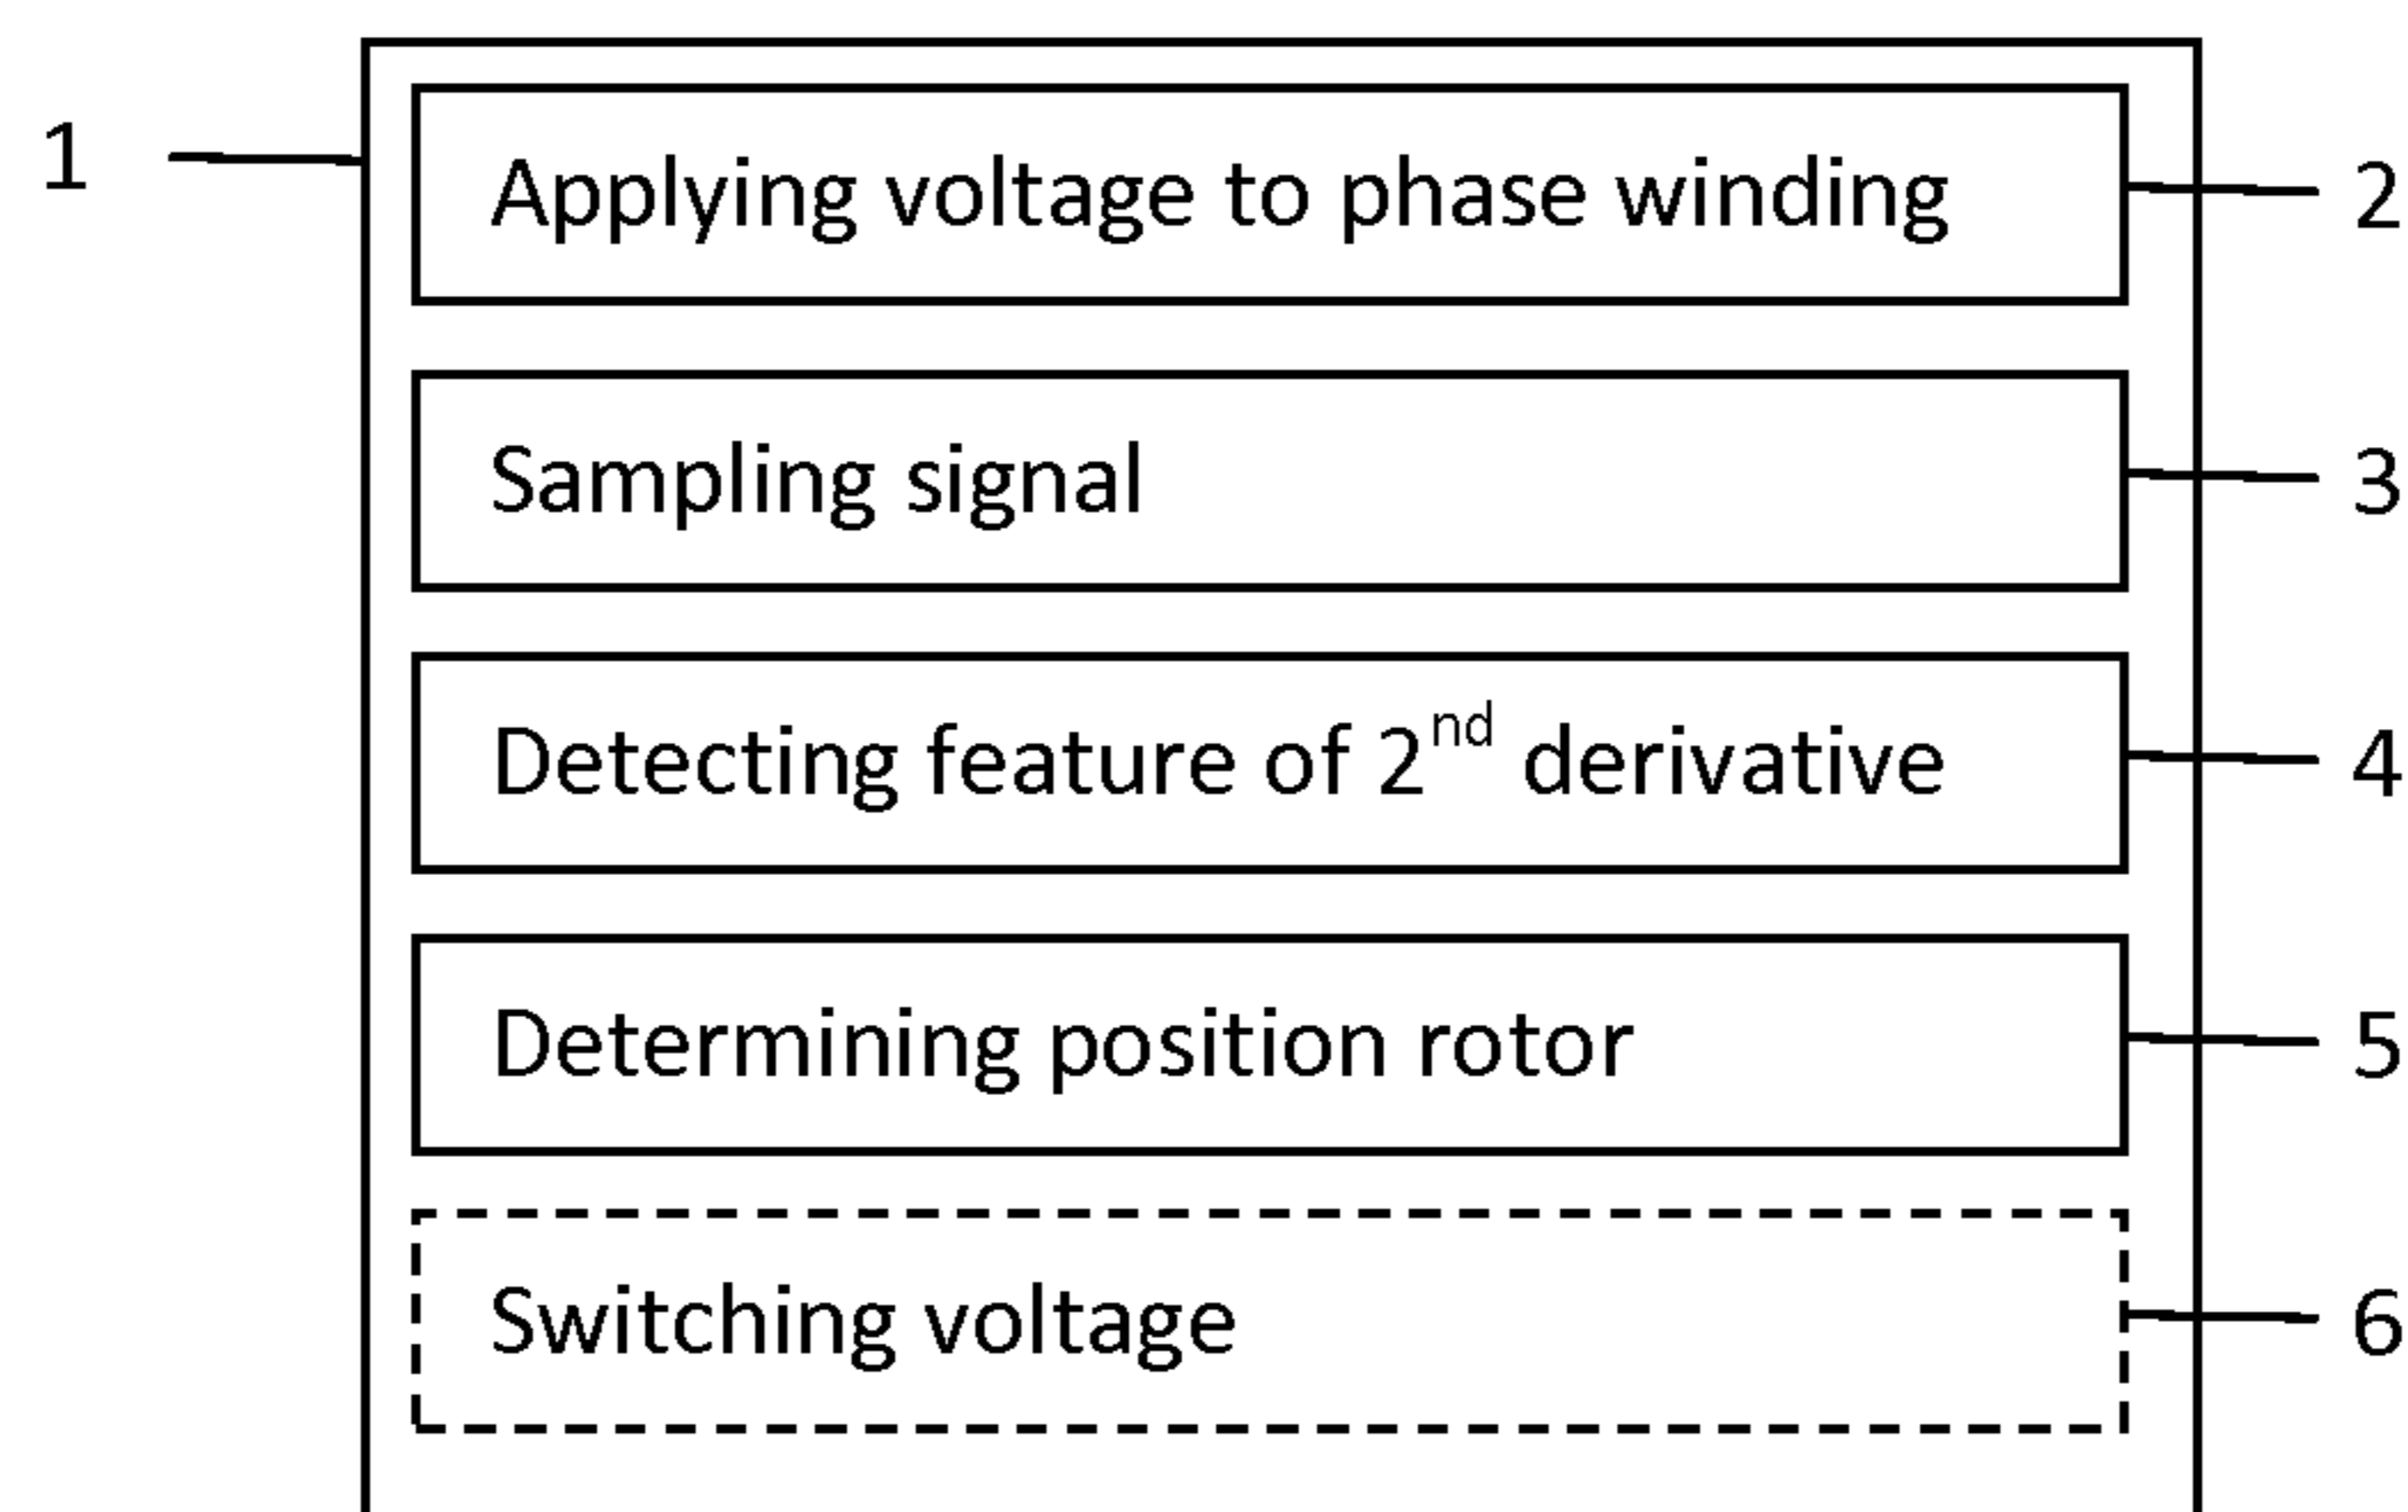 1
Applying voltage to phase winding 2
Sampling signal 3
Detecting feature of 2nd derivative 4
Determining position rotor 5
Switching voltage 6